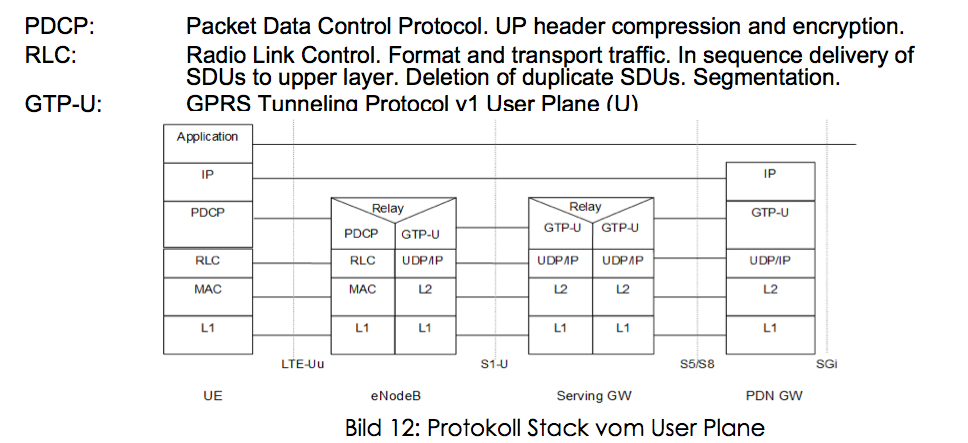 PDCP: Packet Data Control Protocol. UP header compression and encryption.
RLC: Radio Link Control. Format and transport traffic. In sequence delivery of
SDUs to upper layer. Deletion of duplicate SDUs. Segmentation.
GTP-U: GPRS Tunneling Protocol v1 User Plane (U)
Application
IP IP
PDCP Relay Relay GTP-U
PDCP GTP-U GTP-U GTP-U
RLC RLC UDP/IP UDP/IP UDP/IP UDP/IP
MAC MAC L2 L2 L2 L2
L1 L1 L1 L1 L1 L1
LTE-Uu S1-U S5/S8 SGi
UE eNodeB Serving GW PDN GW
Bild 12: Protokoll Stack vom User Plane